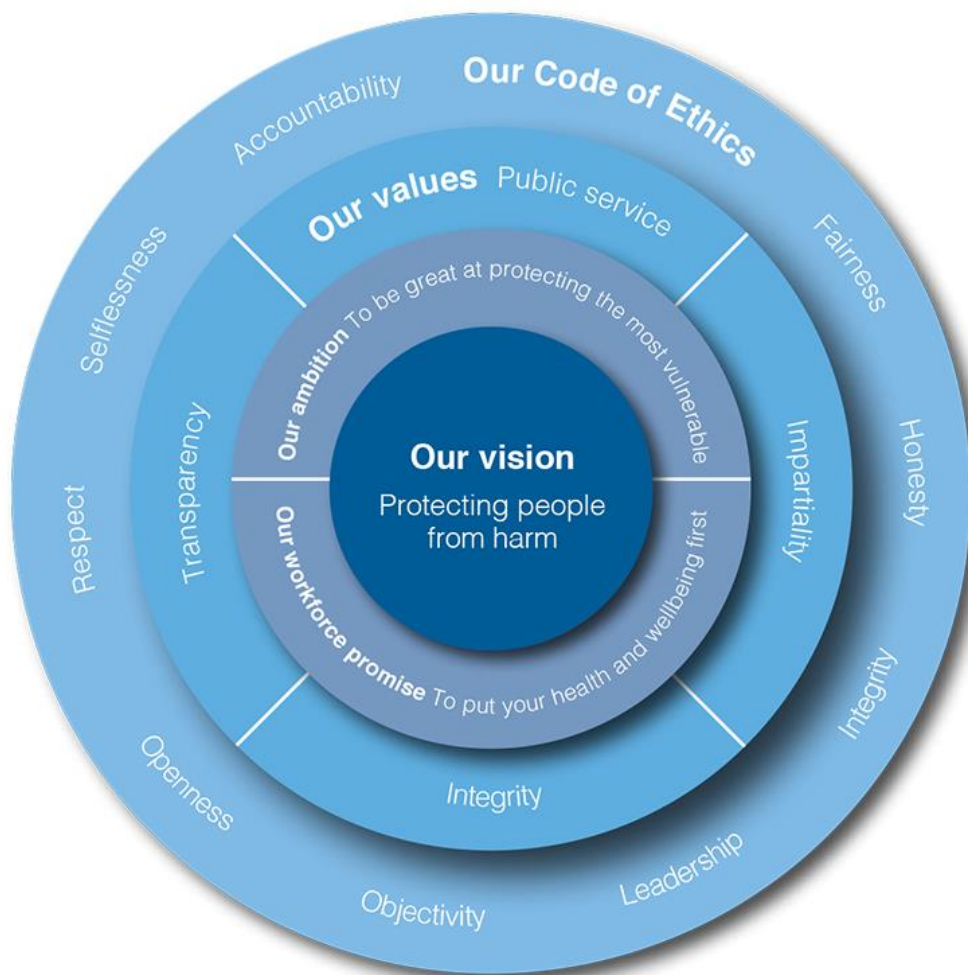 Our Code of Ethics
Fairness
Honesty
Integrity
Leadership
Objectivity
Openness
Respect
Selflessness
Accountability
Our values Public service
Impartiality
Integrity
Transparency
Our ambition To be great at protecting the most vulnerable
Our workforce promise To put your health and wellbeing first
Our vision
Protecting people
from harm